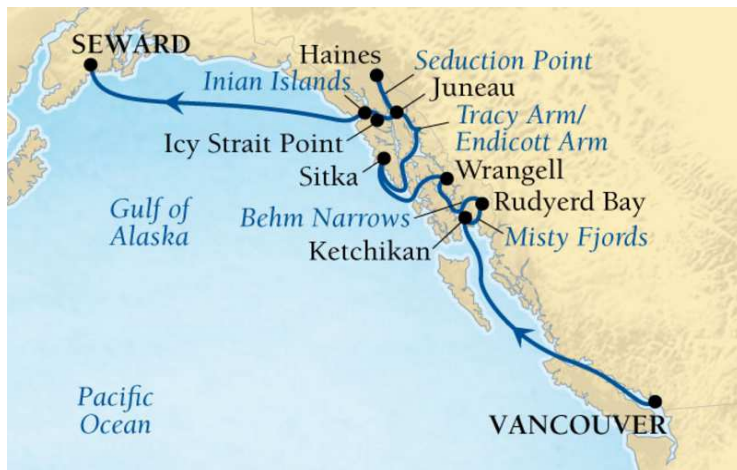 SEWARD
Haines
Seduction Point
Inian Islands
Juneau
Tracy Arm/
Endicott Arm
Icy Strait Point
Sitka
Wrangell
Rudyerd Bay
Behm Narrows
Gulf of
Alaska
Misty Fjords
Ketchikan
Pacific
Ocean
VANCOUVER